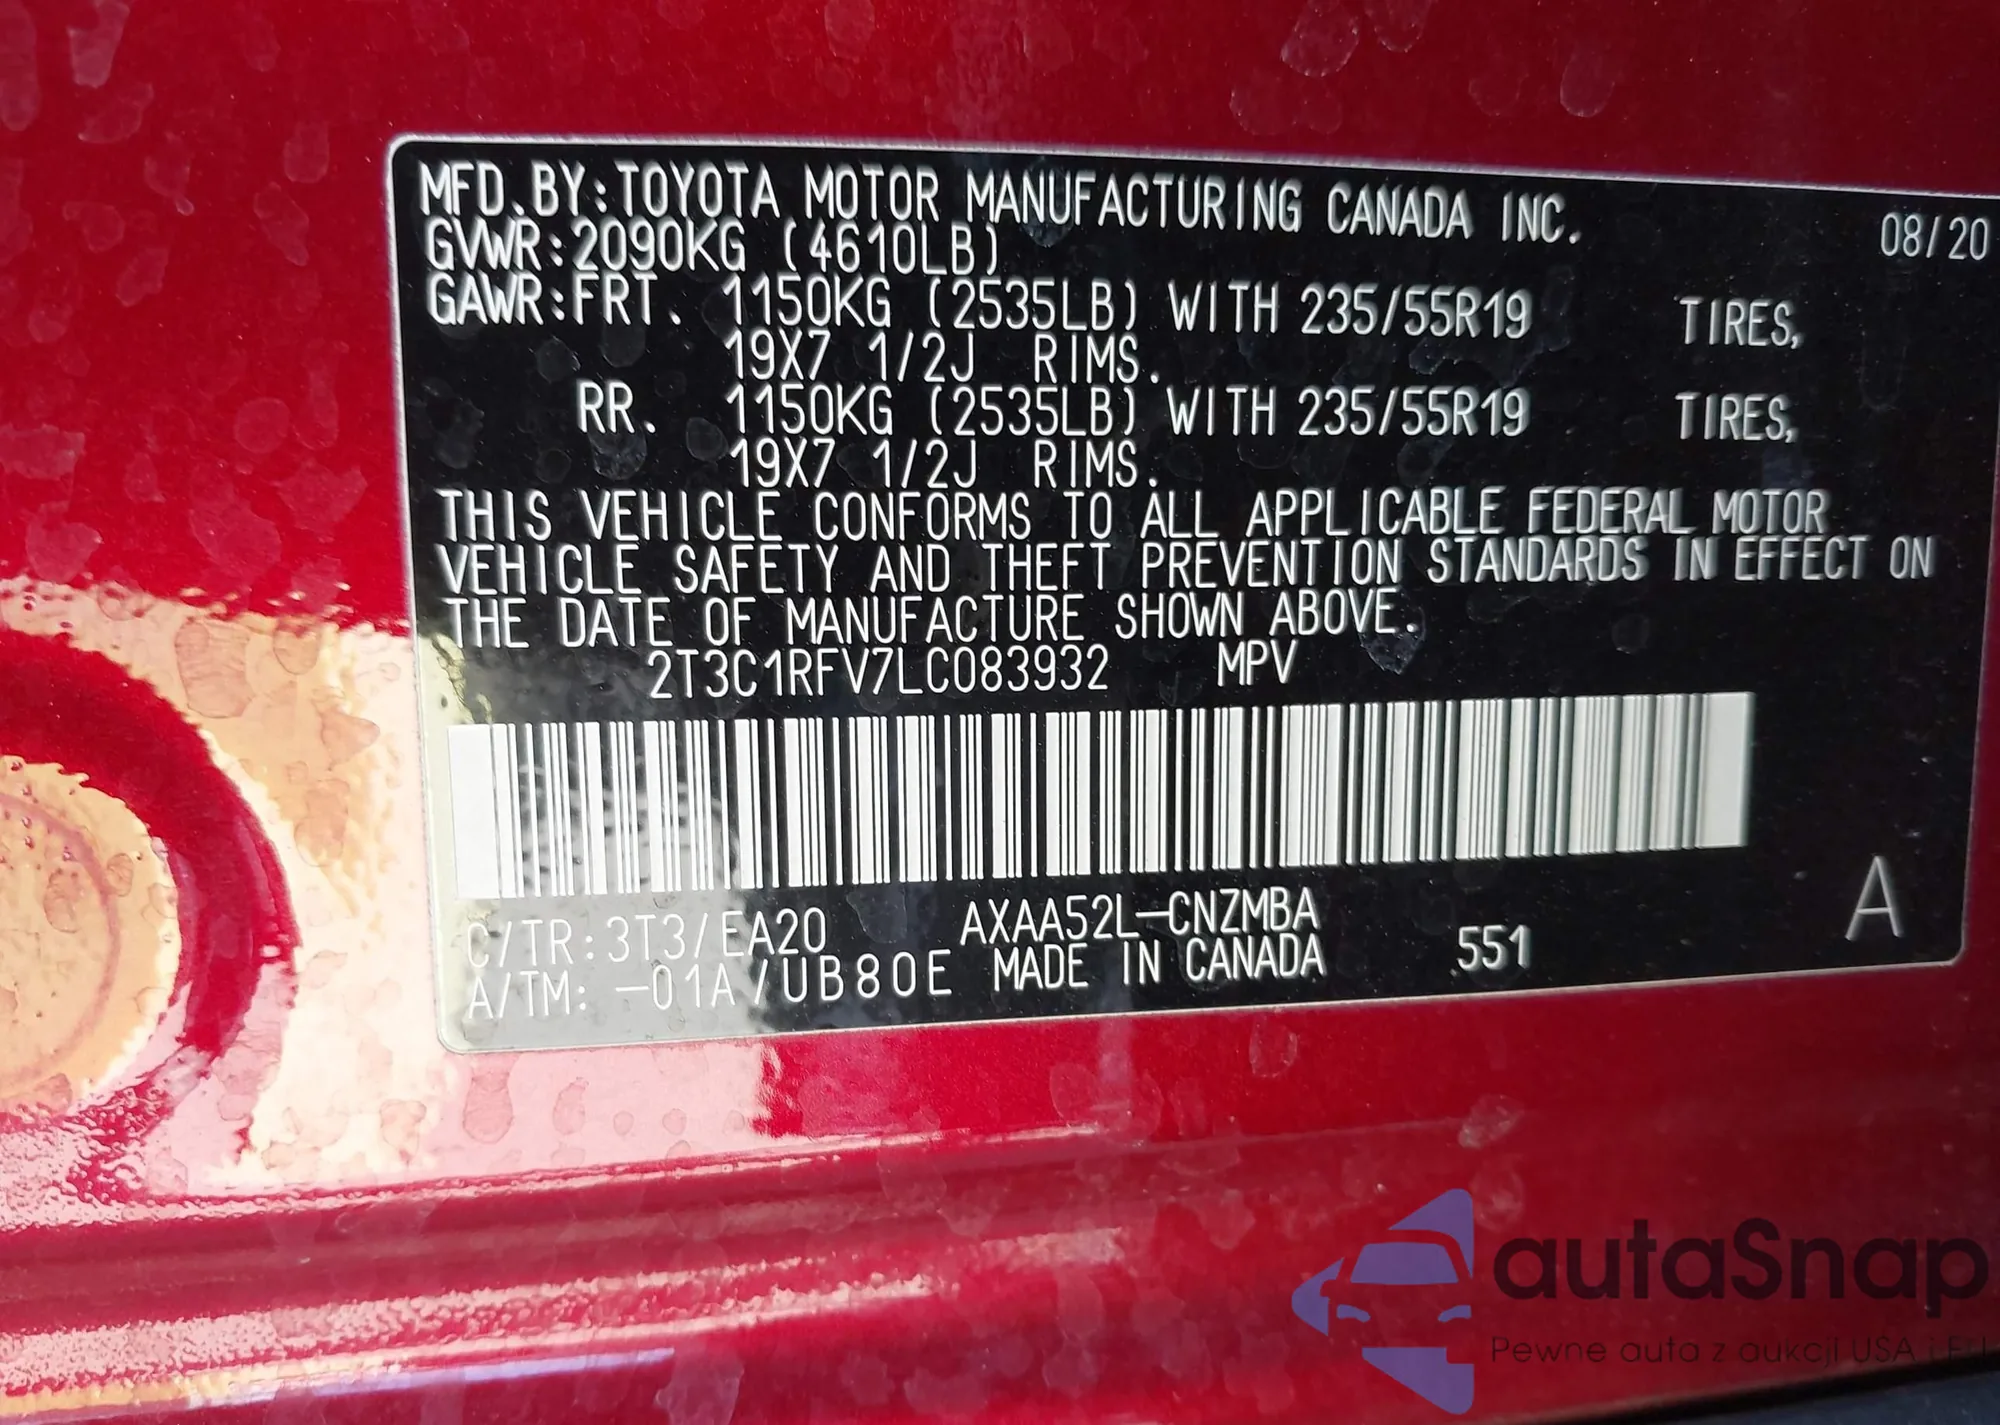 MFD. BY: TOYOTA MOTOR MANUFACTURING CANADA INC. 08/20
GVWR: 2090KG (4610LB)
GAWR: FRT. 1150KG (2535LB) WITH 235/55R19 TIRES,
19X7 1/2J RIMS.
RR. 1150KG (2535LB) WITH 235/55R19 TIRES,
19X7 1/2J RIMS.
THIS VEHICLE CONFORMS TO ALL APPLICABLE FEDERAL MOTOR
VEHICLE SAFETY AND THEFT PREVENTION STANDARDS IN EFFECT ON
THE DATE OF MANUFACTURE SHOWN ABOVE.
2T3C1RFV7LC083932 MPV
C/TR: 3T3/EA20 AXAA52L-CNZMBA
A/TM: -01A/UB80E MADE IN CANADA 551 A
autaSnap
Pewne auta z aukcji USA i EU